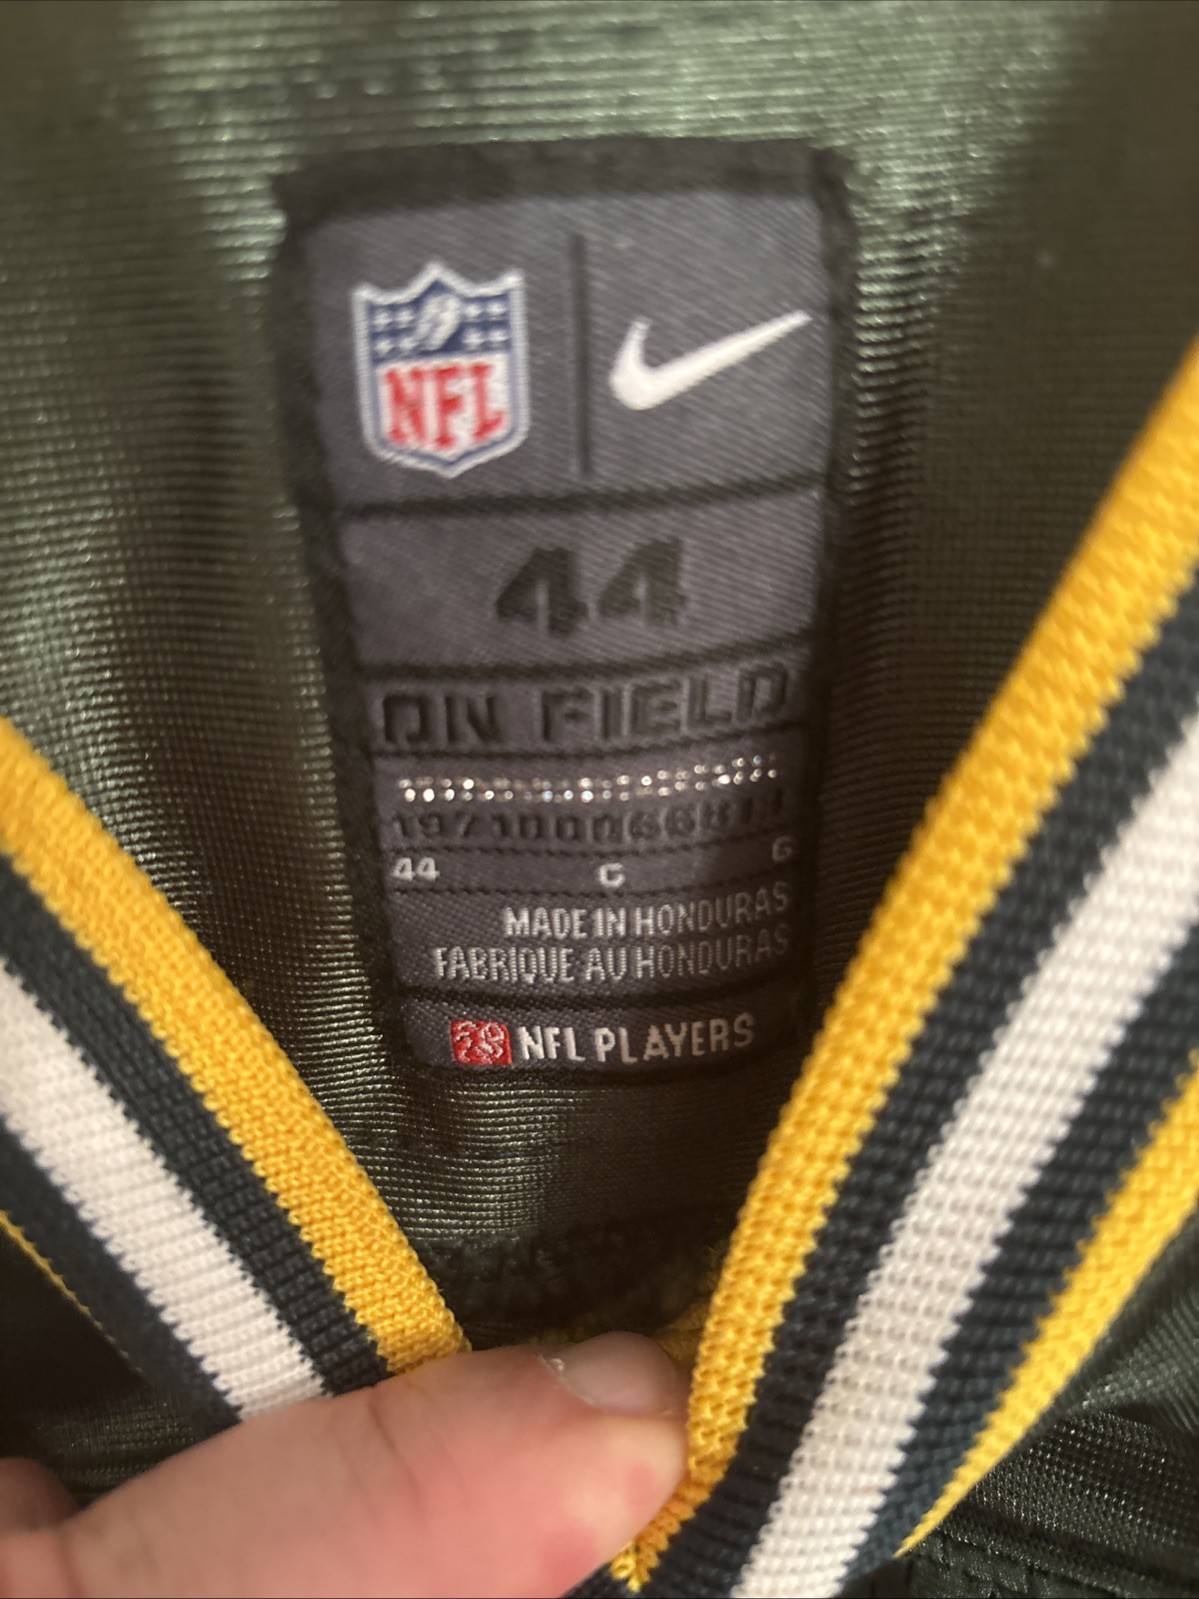 NFL
44
ON FIELD
44 C G
MADE IN HONDURAS
FABRIQUE AU HONDURAS
NFL PLAYERS